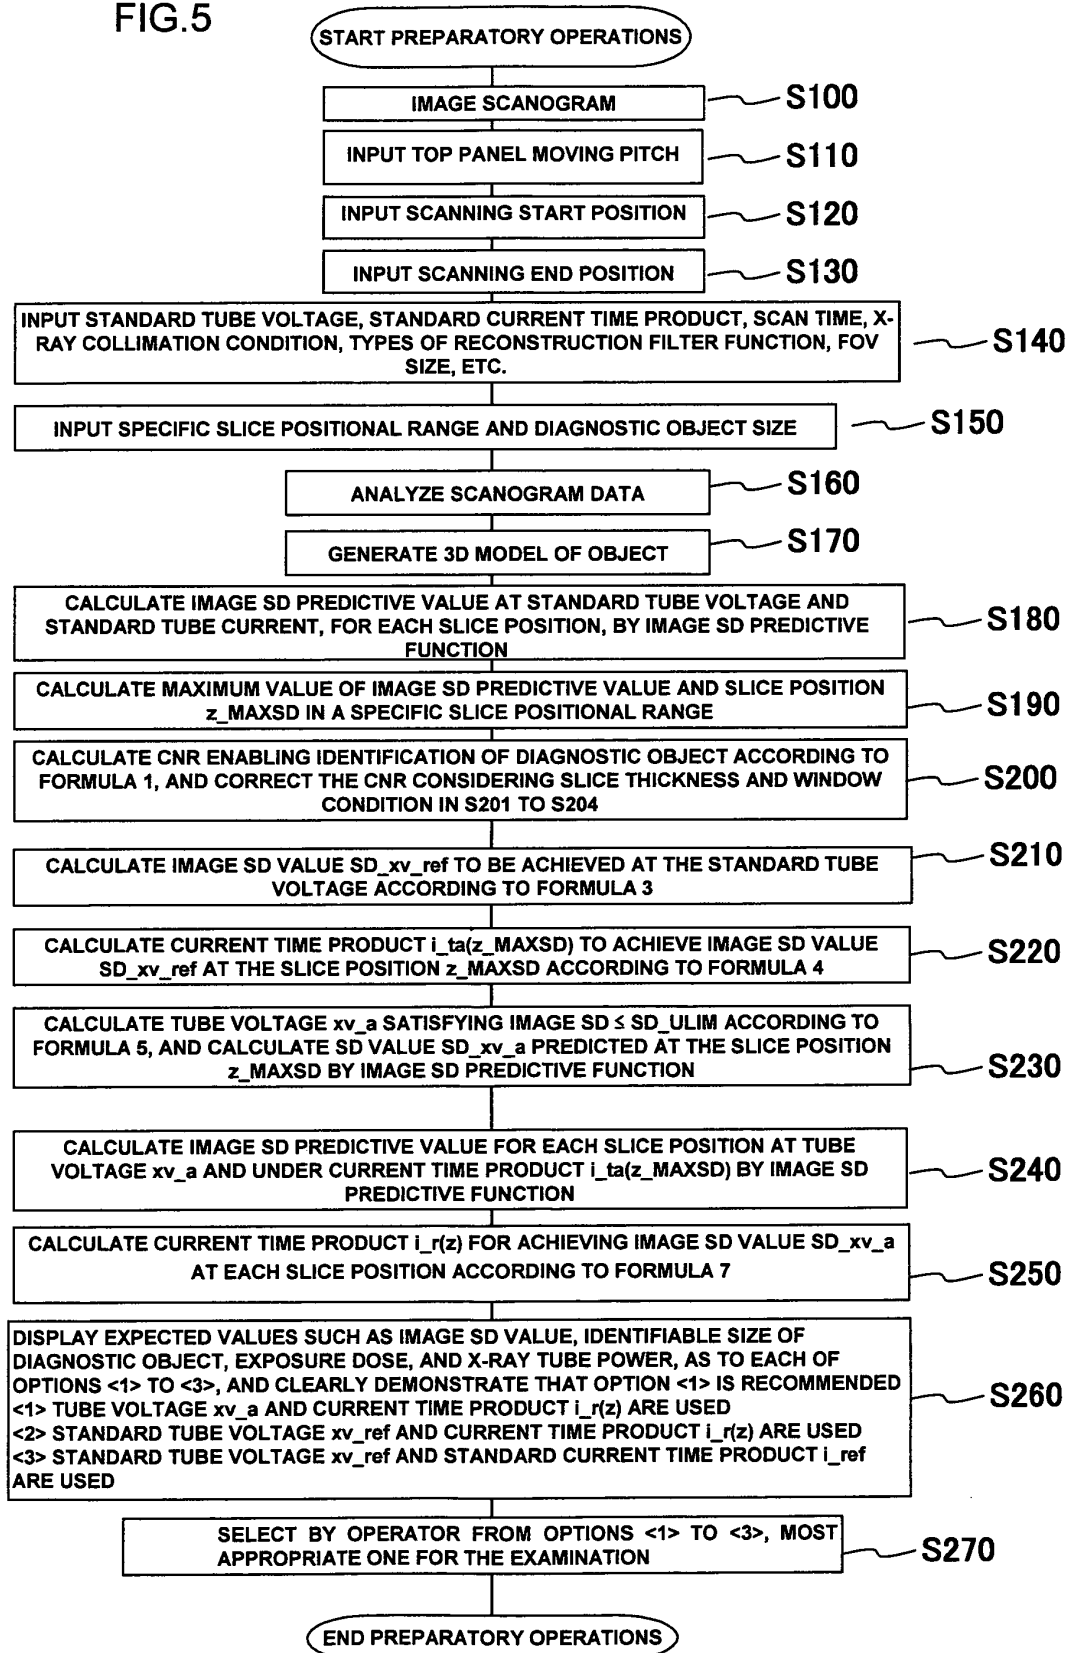 FIG.5
START PREPARATORY OPERATIONS
IMAGE SCANOGRAM
S100
INPUT TOP PANEL MOVING PITCH
S110
INPUT SCANNING START POSITION
S120
INPUT SCANNING END POSITION
S130
INPUT STANDARD TUBE VOLTAGE, STANDARD CURRENT TIME PRODUCT, SCAN TIME, X-
RAY COLLIMATION CONDITION, TYPES OF RECONSTRUCTION FILTER FUNCTION, FOV
SIZE, ETC.
S140
INPUT SPECIFIC SLICE POSITIONAL RANGE AND DIAGNOSTIC OBJECT SIZE
S150
ANALYZE SCANOGRAM DATA
S160
GENERATE 3D MODEL OF OBJECT
S170
CALCULATE IMAGE SD PREDICTIVE VALUE AT STANDARD TUBE VOLTAGE AND
STANDARD TUBE CURRENT, FOR EACH SLICE POSITION, BY IMAGE SD PREDICTIVE
FUNCTION
S180
CALCULATE MAXIMUM VALUE OF IMAGE SD PREDICTIVE VALUE AND SLICE POSITION
z_MAXSD IN A SPECIFIC SLICE POSITIONAL RANGE
S190
CALCULATE CNR ENABLING IDENTIFICATION OF DIAGNOSTIC OBJECT ACCORDING TO
FORMULA 1, AND CORRECT THE CNR CONSIDERING SLICE THICKNESS AND WINDOW
CONDITION IN S201 TO S204
S200
CALCULATE IMAGE SD VALUE SD_xv_ref TO BE ACHIEVED AT THE STANDARD TUBE
VOLTAGE ACCORDING TO FORMULA 3
S210
CALCULATE CURRENT TIME PRODUCT i_ta(z_MAXSD) TO ACHIEVE IMAGE SD VALUE
SD_xv_ref AT THE SLICE POSITION z_MAXSD ACCORDING TO FORMULA 4
S220
CALCULATE TUBE VOLTAGE xv_a SATISFYING IMAGE SD ≤ SD_ULIM ACCORDING TO
FORMULA 5, AND CALCULATE SD VALUE SD_xv_a PREDICTED AT THE SLICE POSITION
z_MAXSD BY IMAGE SD PREDICTIVE FUNCTION
S230
CALCULATE IMAGE SD PREDICTIVE VALUE FOR EACH SLICE POSITION AT TUBE
VOLTAGE xv_a AND UNDER CURRENT TIME PRODUCT i_ta(z_MAXSD) BY IMAGE SD
PREDICTIVE FUNCTION
S240
CALCULATE CURRENT TIME PRODUCT i_r(z) FOR ACHIEVING IMAGE SD VALUE SD_xv_a
AT EACH SLICE POSITION ACCORDING TO FORMULA 7
S250
DISPLAY EXPECTED VALUES SUCH AS IMAGE SD VALUE, IDENTIFIABLE SIZE OF
DIAGNOSTIC OBJECT, EXPOSURE DOSE, AND X-RAY TUBE POWER, AS TO EACH OF
OPTIONS <1> TO <3>, AND CLEARLY DEMONSTRATE THAT OPTION <1> IS RECOMMENDED
<1> TUBE VOLTAGE xv_a AND CURRENT TIME PRODUCT i_r(z) ARE USED
<2> STANDARD TUBE VOLTAGE xv_ref AND CURRENT TIME PRODUCT i_r(z) ARE USED
<3> STANDARD TUBE VOLTAGE xv_ref AND STANDARD CURRENT TIME PRODUCT i_ref
ARE USED
S260
SELECT BY OPERATOR FROM OPTIONS <1> TO <3>, MOST
APPROPRIATE ONE FOR THE EXAMINATION
S270
END PREPARATORY OPERATIONS